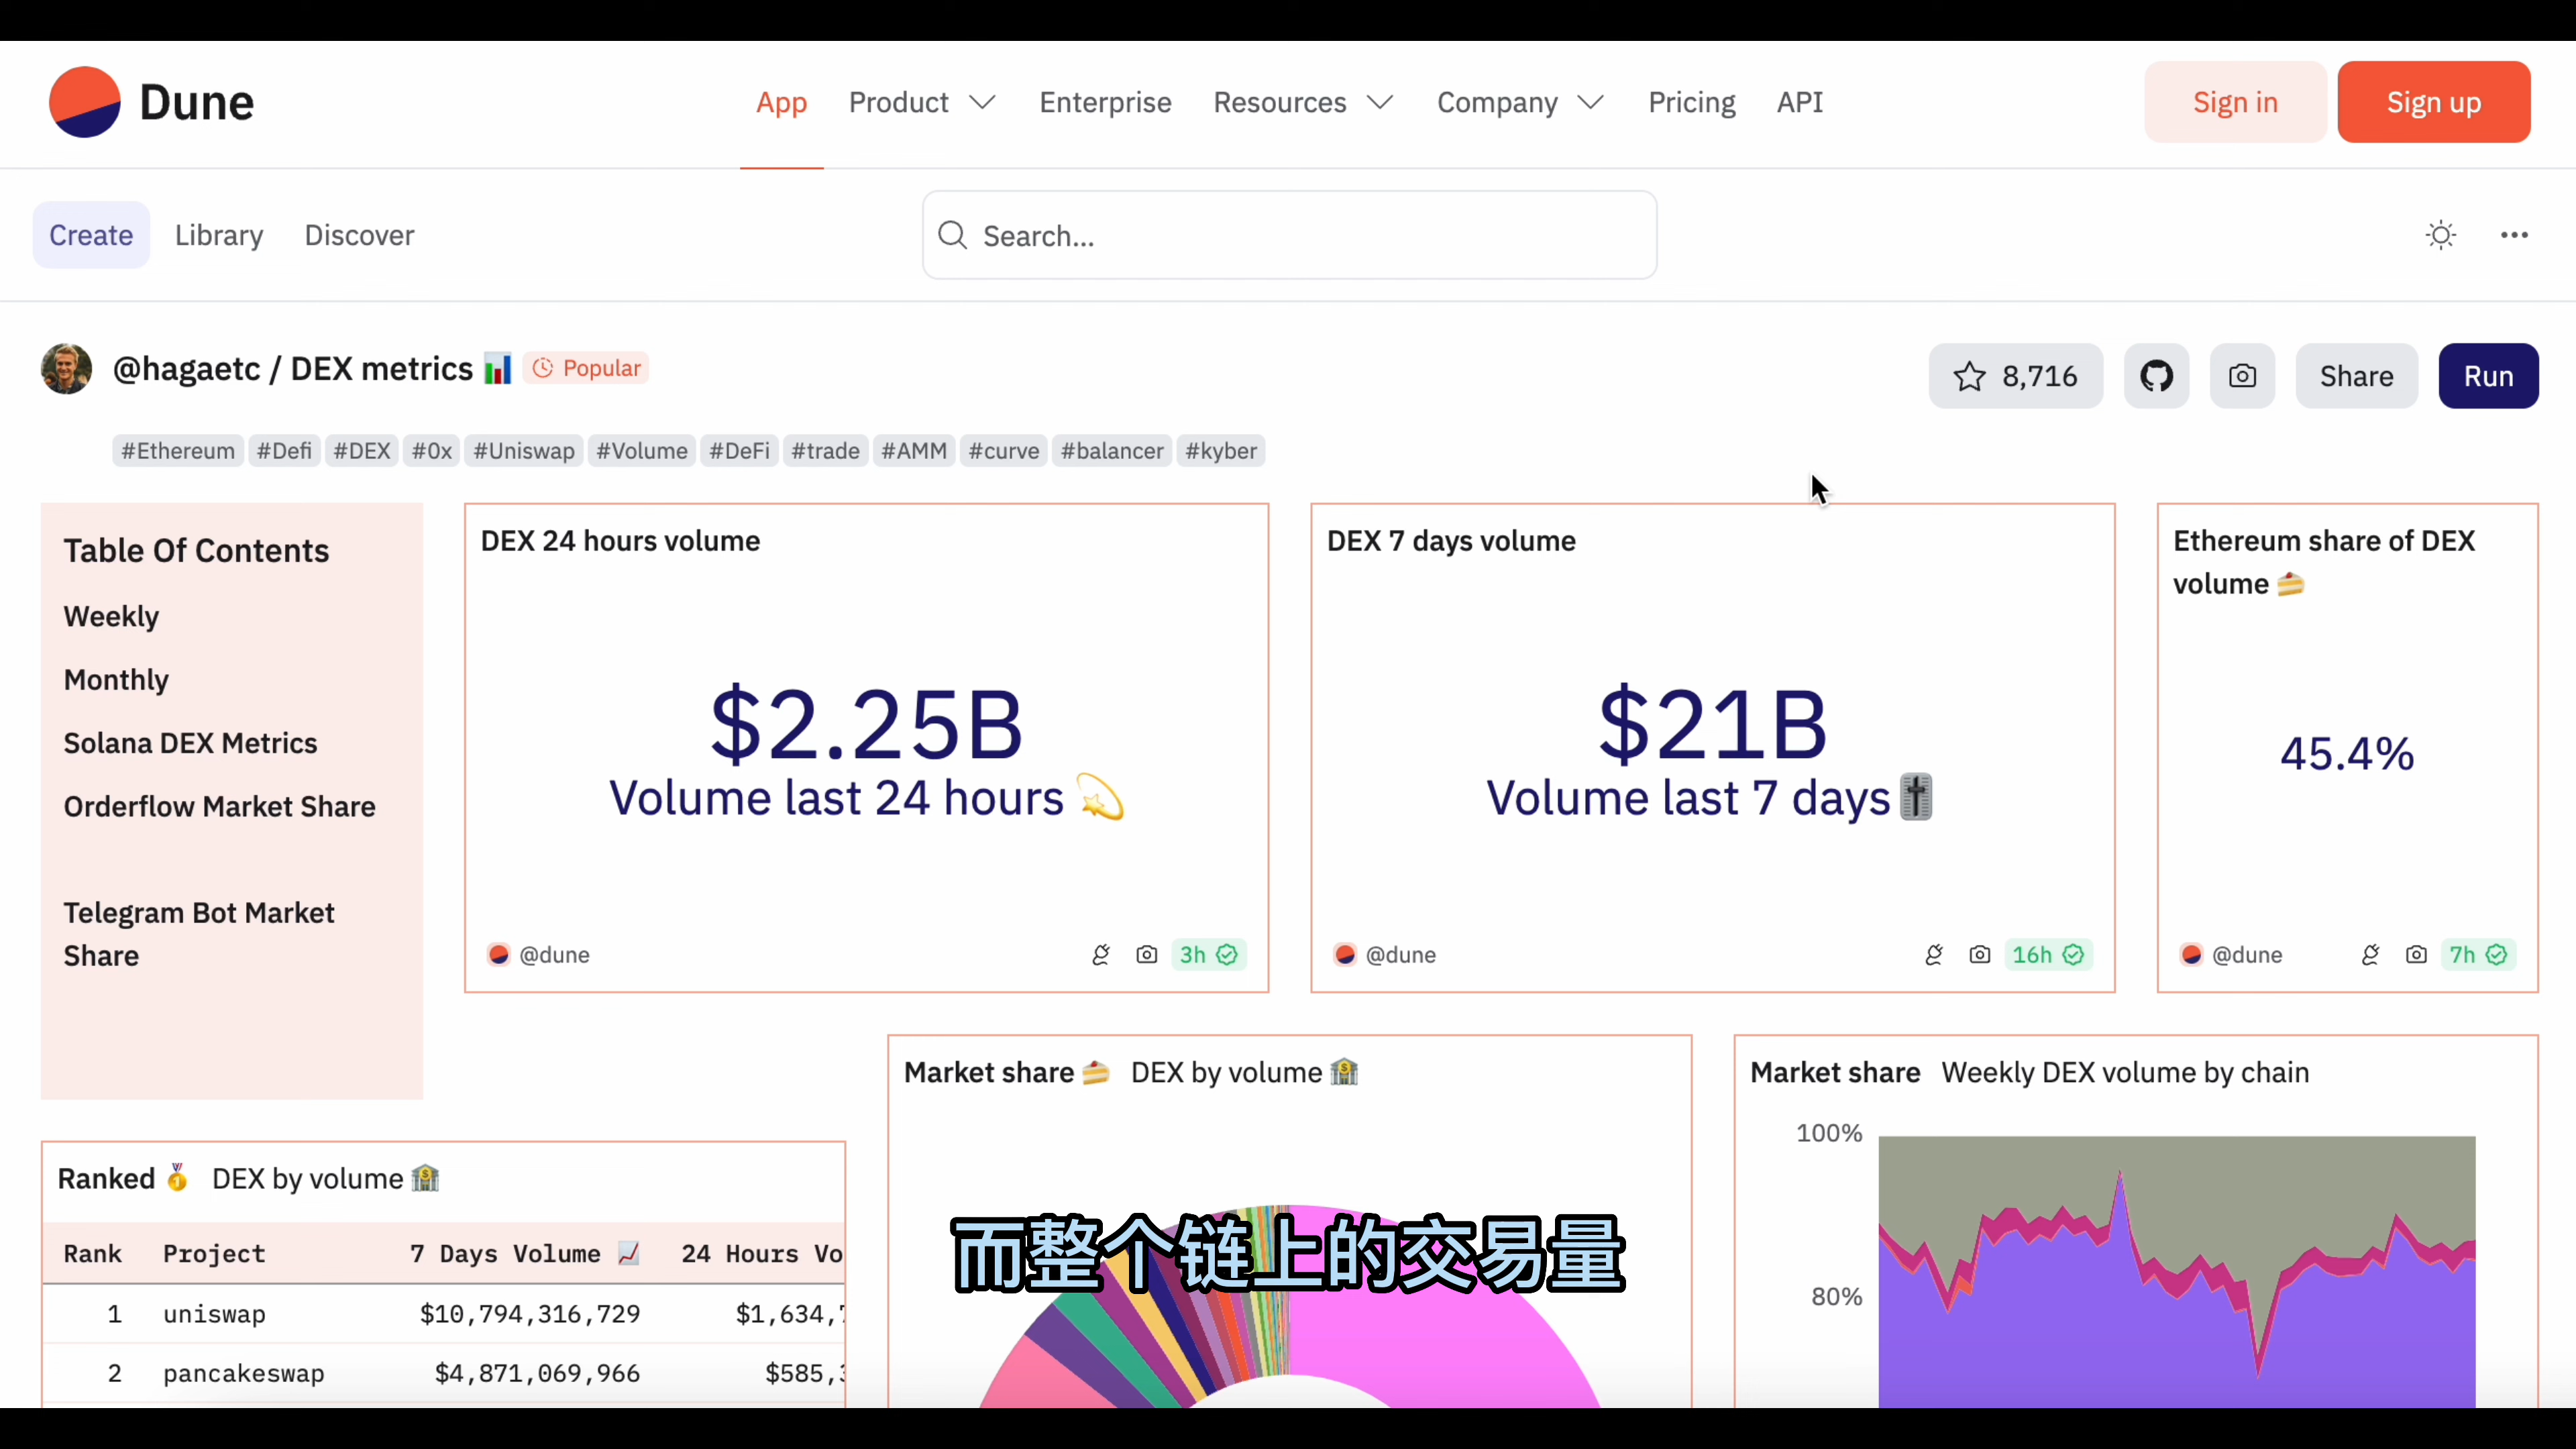 Dune
App Product Enterprise Resources Company Pricing API
Sign in Sign up
Create Library Discover
Search...
@hagaetc / DEX metrics Popular
8,716 Share Run
#Ethereum #Defi #DEX #0x #Uniswap #Volume #DeFi #trade #AMM #curve #balancer #kyber
Table Of Contents
Weekly
Monthly
Solana DEX Metrics
Orderflow Market Share
Telegram Bot Market
Share
DEX 24 hours volume
$2.25B
Volume last 24 hours
@dune 3h
DEX 7 days volume
$21B
Volume last 7 days
@dune 16h
Ethereum share of DEX
volume
45.4%
@dune 7h
Ranked DEX by volume
Rank Project 7 Days Volume 24 Hours Vo
1 uniswap $10,794,316,729 $1,634,
2 pancakeswap $4,871,069,966 $585,
Market share DEX by volume
而整个链上的交易量
Market share Weekly DEX volume by chain
100%
80%